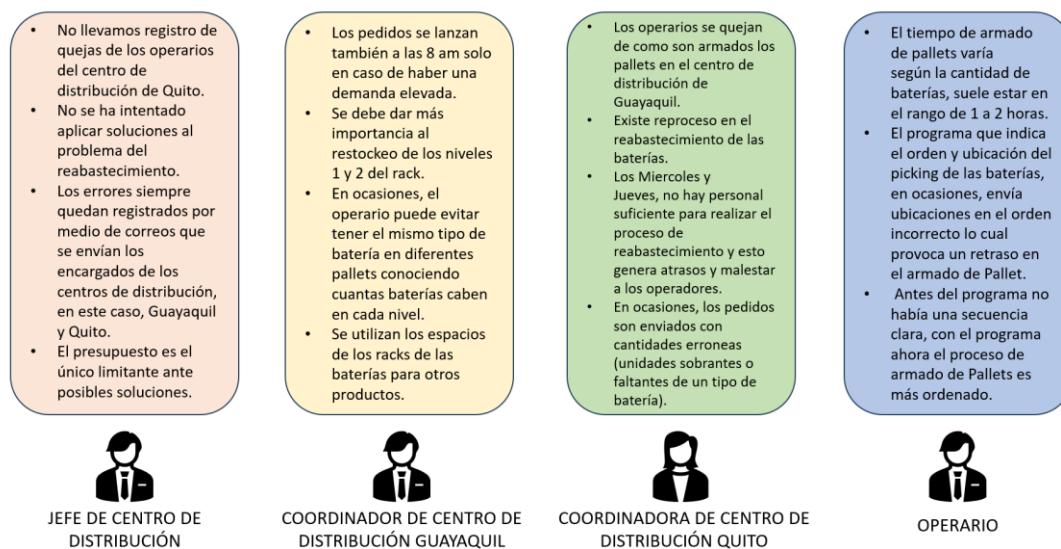 • No llevamos registro de
quejas de los operarios
del centro de
distribución de Quito.
• No se ha intentado
aplicar soluciones al
problema del
reabastecimiento.
• Los errores siempre
quedan registrados por
medio de correos que
se envían los
encargados de los
centros de distribución,
en este caso, Guayaquil
y Quito.
• El presupuesto es el
único limitante ante
posibles soluciones.
JEFE DE CENTRO DE
DISTRIBUCIÓN
• Los pedidos se lanzan
también a las 8 am solo
en caso de haber una
demanda elevada.
• Se debe dar más
importancia al
restockeo de los niveles
1 y 2 del rack.
• En ocasiones, el
operario puede evitar
tener el mismo tipo de
batería en diferentes
pallets conociendo
cuantas baterías caben
en cada nivel.
• Se utilizan los espacios
de los racks de las
baterías para otros
productos.
COORDINADOR DE CENTRO DE
DISTRIBUCIÓN GUAYAQUIL
• Los operarios se quejan
de como son armados los
pallets en el centro de
distribución de
Guayaquil.
• Existe reproceso en el
reabastecimiento de las
baterías.
• Los Miercoles y
Jueves, no hay personal
suficiente para realizar el
proceso de
reabastecimiento y esto
genera atrasos y malestar
a los operadores.
• En ocasiones, los pedidos
son enviados con
cantidades erroneas
(unidades sobrantes o
faltantes de un tipo de
batería).
COORDINADORA DE CENTRO DE
DISTRIBUCIÓN QUITO
• El tiempo de armado
de pallets varía
según la cantidad de
baterías, suele estar en
el rango de 1 a 2 horas.
• El programa que indica
el orden y ubicación del
picking de las baterías,
en ocasiones, envía
ubicaciones en el orden
incorrecto lo cual
provoca un retraso en
el armado de Pallet.
• Antes del programa no
había una secuencia
clara, con el programa
ahora el proceso de
armado de Pallets es
más ordenado.
OPERARIO